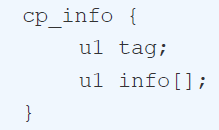 cp_info {
    u1 tag;
    u1 info[];
}